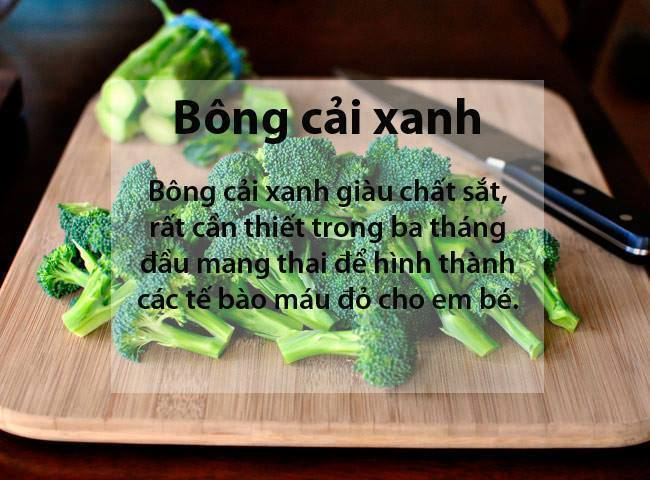 Bông cải xanh
Bông cải xanh giàu chất sắt,
rất cần thiết trong ba tháng
đầu mang thai để hình thành
các tế bào máu đỏ cho em bé.